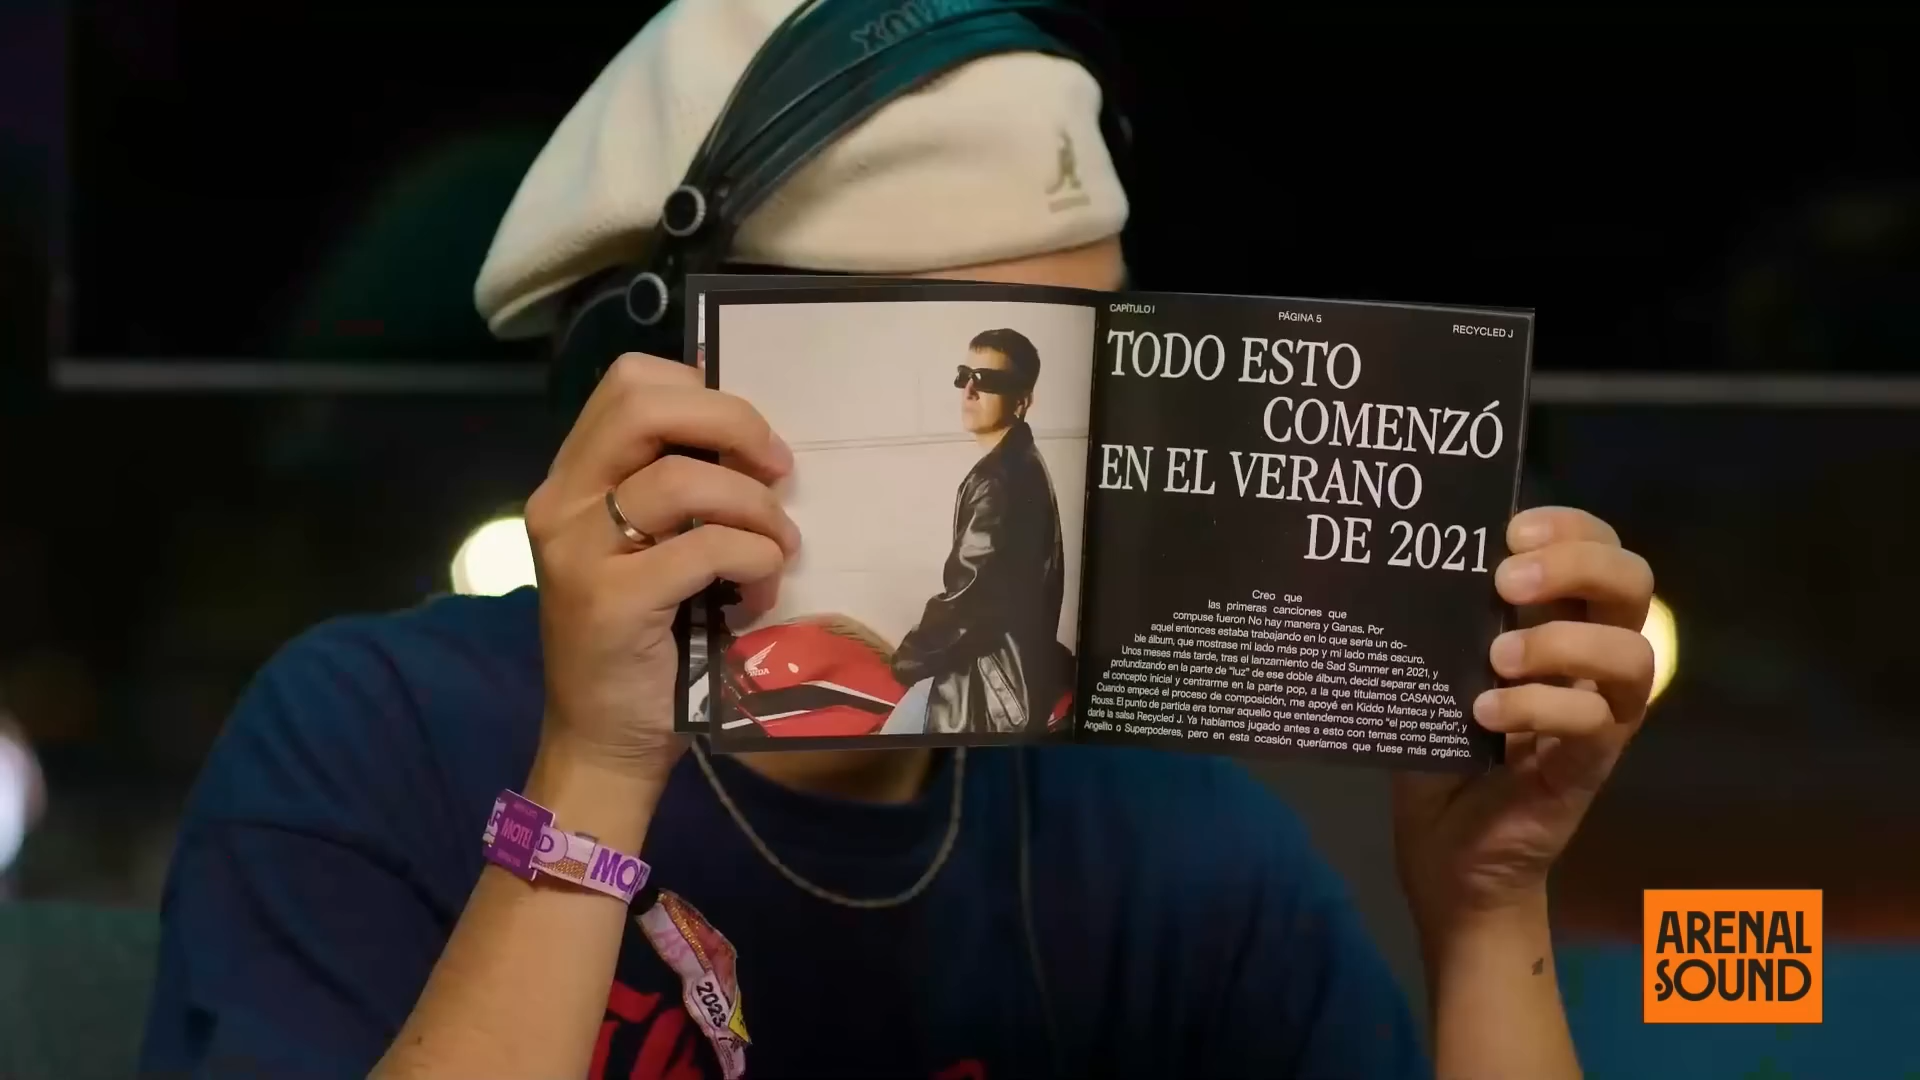 CAPÍTULO I
PÁGINA 5
RECYCLED J
TODO ESTO
COMENZÓ
EN EL VERANO
DE 2021
Creo que
las primeras canciones que
compuse fueron No hay manera y Ganas. Por
aquel entonces estaba trabajando en lo que sería un do-
ble álbum, que mostrase mi lado más pop y mi lado más oscuro.
Unos meses más tarde, tras el lanzamiento de Sad Summer en 2021, y
profundizando en la parte de "luz" de ese doble álbum, decidí separar en dos
el concepto inicial y centrarme en la parte pop, a la que titulamos CASANOVA.
Cuando empecé el proceso de composición, me apoyé en Kiddo Manteca y Pablo
Rouss. El punto de partida era tomar aquello que entendemos como "el pop español", y
darle la salsa Recycled J. Ya habíamos jugado antes a esto con temas como Bambino,
Angelito o Superpoderes, pero en esta ocasión queríamos que fuese más orgánico.
HONDA
MOTEL
MO
2023
ARENAL
SOUND